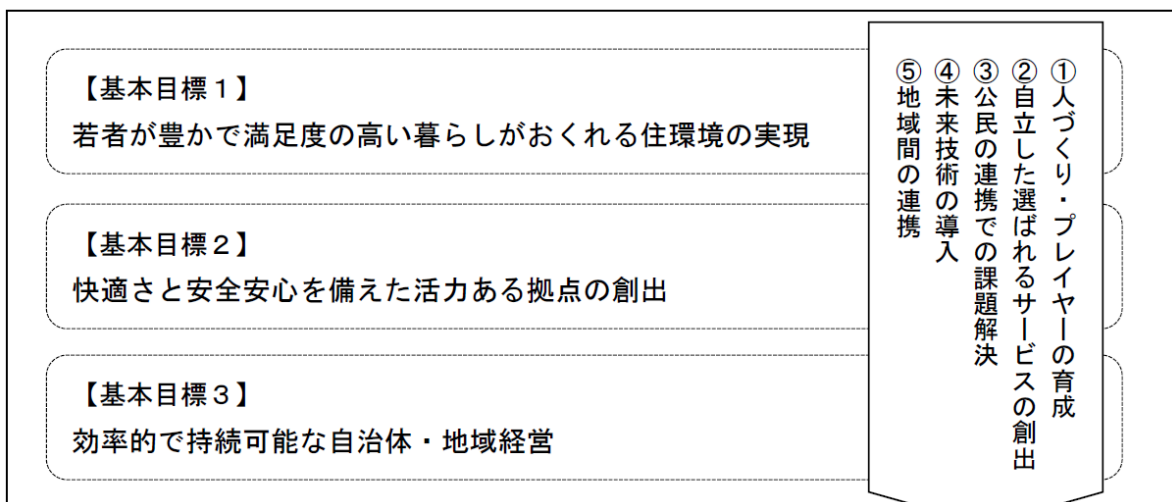 【基本目標１】
若者が豊かで満足度の高い暮らしがおくれる住環境の実現
【基本目標２】
快適さと安全安心を備えた活力ある拠点の創出
【基本目標３】
効率的で持続可能な自治体・地域経営
①人づくり・プレイヤーの育成
②自立した選ばれるサービスの創出
③公民の連携での課題解決
④未来技術の導入
⑤地域間の連携